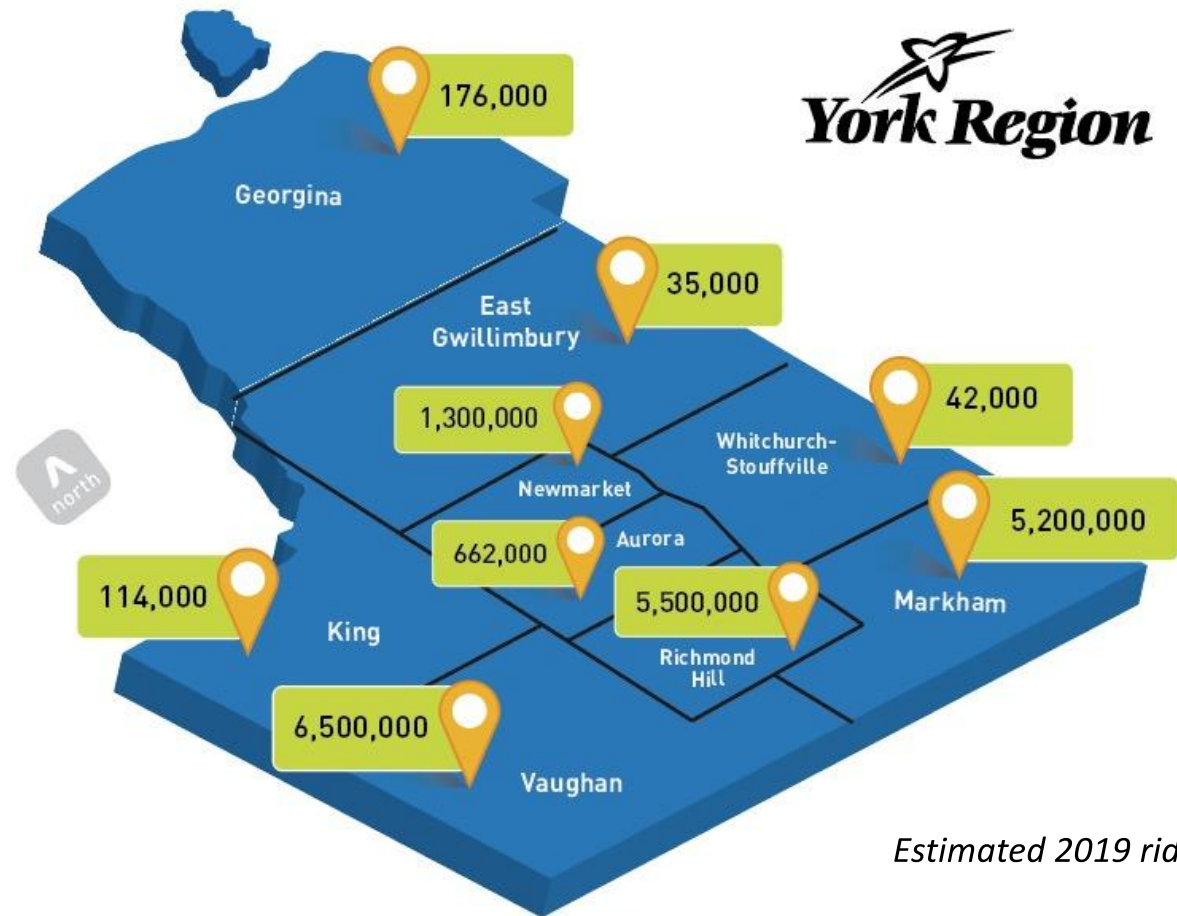 York Region
176,000
Georgina
35,000
East
Gwillimbury
1,300,000
42,000
Whitchurch-
Stouffville
north
Newmarket
5,200,000
662,000
Aurora
114,000
5,500,000
Markham
King
Richmond
Hill
6,500,000
Vaughan
Estimated 2019